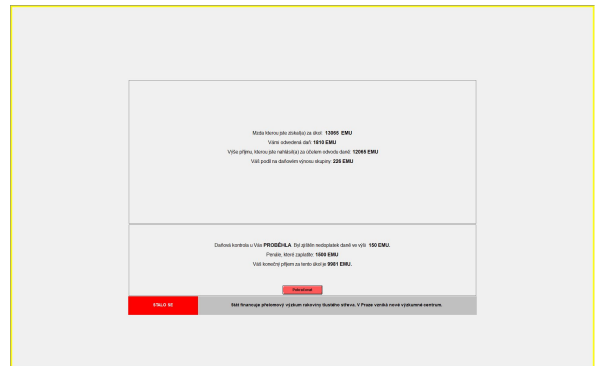 Mzda kterou jste získal(a) za úkol: 13065 EMU
Vámi odvedená daň: 1810 EMU
Výše příjmu, kterou jste nahlásil(a) za účelem odvodu daně: 12065 EMU
Váš podíl na daňovém výnosu skupiny: 226 EMU
Daňová kontrola u Vás PROBĚHLA. Byl zjištěn nedoplatek daně ve výši 150 EMU.
Penále, které zaplatíte: 1500 EMU
Váš konečný příjem za tento úkol je 9981 EMU.
Pokračovat
STALO SE
Stát financuje přelomový výzkum rakoviny tlustého střeva. V Praze vzniká nové výzkumné centrum.